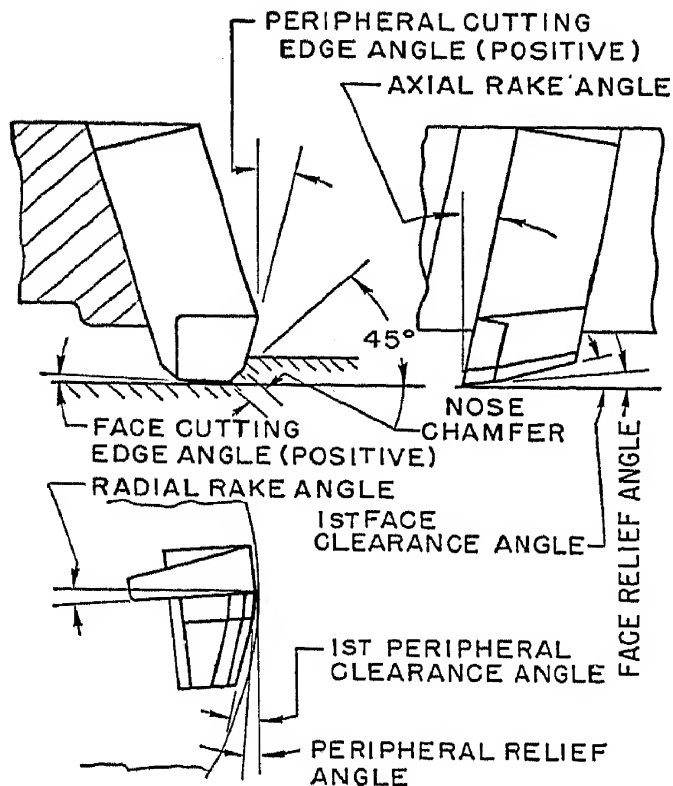 PERIPHERAL CUTTING
EDGE ANGLE (POSITIVE)
AXIAL RAKE ANGLE
45°
NOSE
CHAMFER
FACE CUTTING
EDGE ANGLE (POSITIVE)
RADIAL RAKE ANGLE
1ST FACE
CLEARANCE ANGLE
FACE RELIEF ANGLE
1ST PERIPHERAL
CLEARANCE ANGLE
PERIPHERAL RELIEF
ANGLE